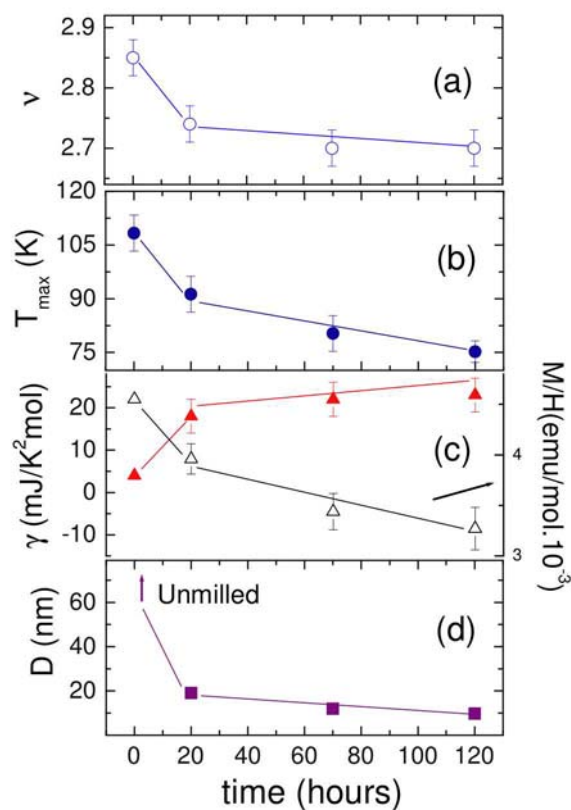 2.9
2.8
2.7
ν
(a)
120
105
90
75
T_max (K)
(b)
20
10
0
-10
γ (mJ/K²mol)
(c)
4
3
M/H(emu/mol.10⁻³)
60
40
20
D (nm)
Unmilled
(d)
0 20 40 60 80 100 120
time (hours)